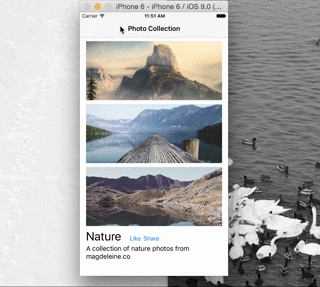 iPhone 6 - iPhone 6 / iOS 9.0 (...
Carrier 11:51 AM
Photo Collection
Nature Like Share
A collection of nature photos from
magdeleine.co